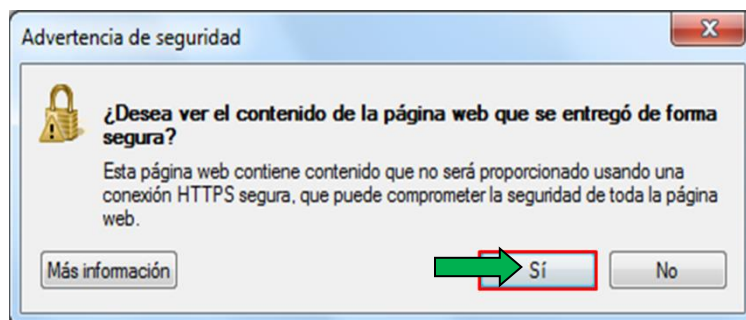 Advertencia de seguridad
¿Desea ver el contenido de la página web que se entregó de forma
segura?
Esta página web contiene contenido que no será proporcionado usando una
conexión HTTPS segura, que puede comprometer la seguridad de toda la página
web.
Más información
Sí
No